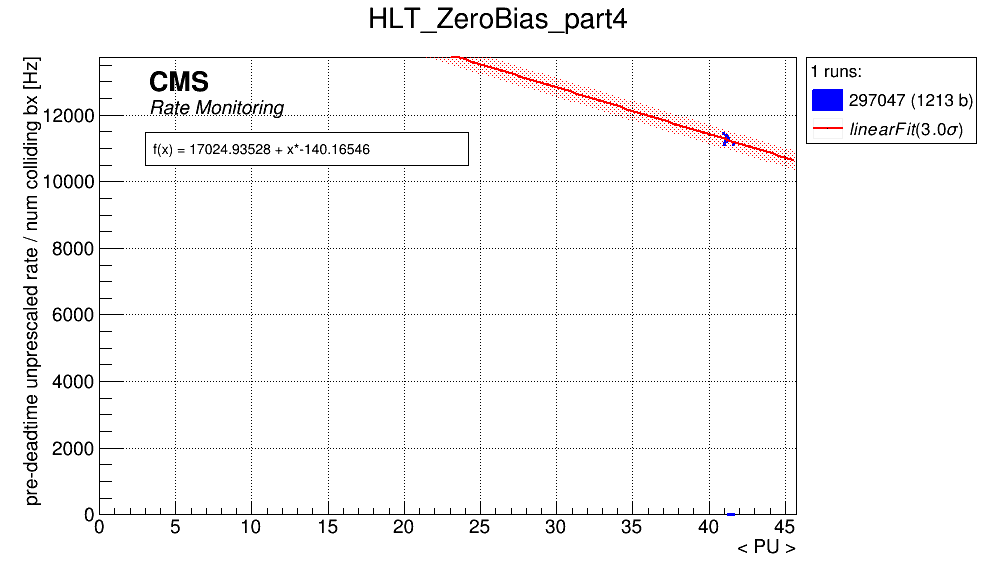 HLT_ZeroBias_part4
pre-deadtime unprescaled rate / num colliding bx [Hz]
CMS
Rate Monitoring
f(x) = 17024.93528 + x*-140.16546
12000
10000
8000
6000
4000
2000
0
0 5 10 15 20 25 30 35 40 45
< PU >
1 runs:
297047 (1213 b)
linearFit(3.0σ)